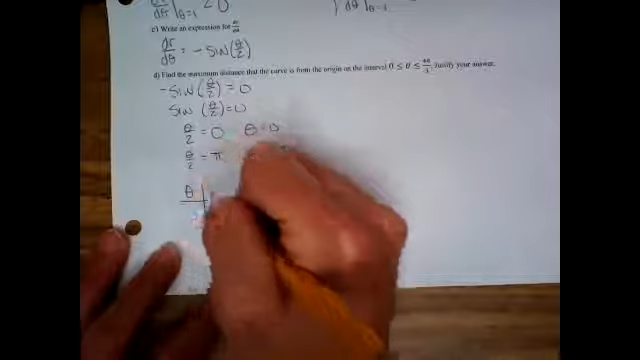 dθ |θ=1
dθ |θ=1
c) Write an expression for dr/dθ
dr/dθ = -SIN(θ/2)
d) Find the maximum distance that the curve is from the origin on the interval 0 ≤ θ ≤ 4π/3. Justify your answer.
-SIN(θ/2) = 0
SIN(θ/2) = 0
θ/2 = 0 θ=0
θ/2 = π
θ